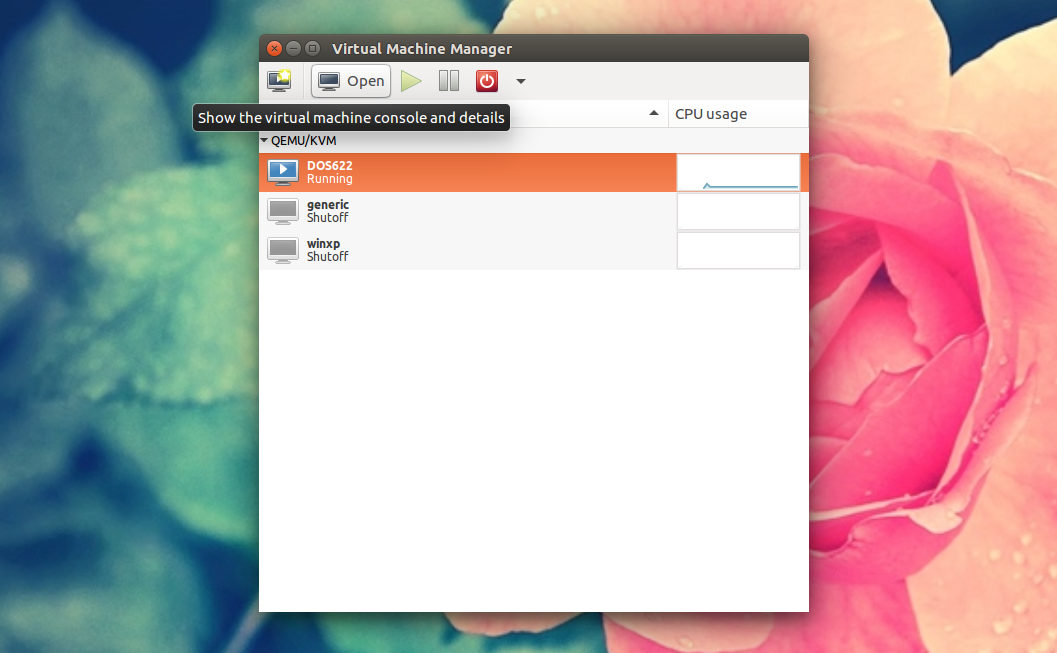 Virtual Machine Manager
Open
Show the virtual machine console and details
CPU usage
QEMU/KVM
DOS622
Running
generic
Shutoff
winxp
Shutoff